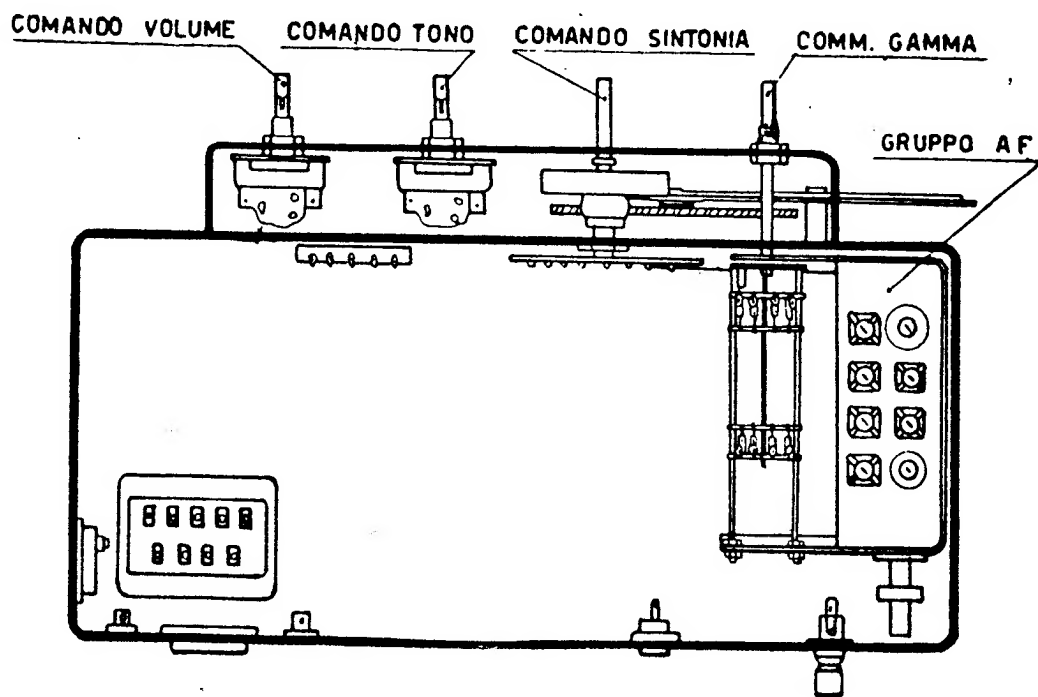 COMANDO VOLUME
COMANDO TONO
COMANDO SINTONIA
COMM. GAMMA
GRUPPO AF